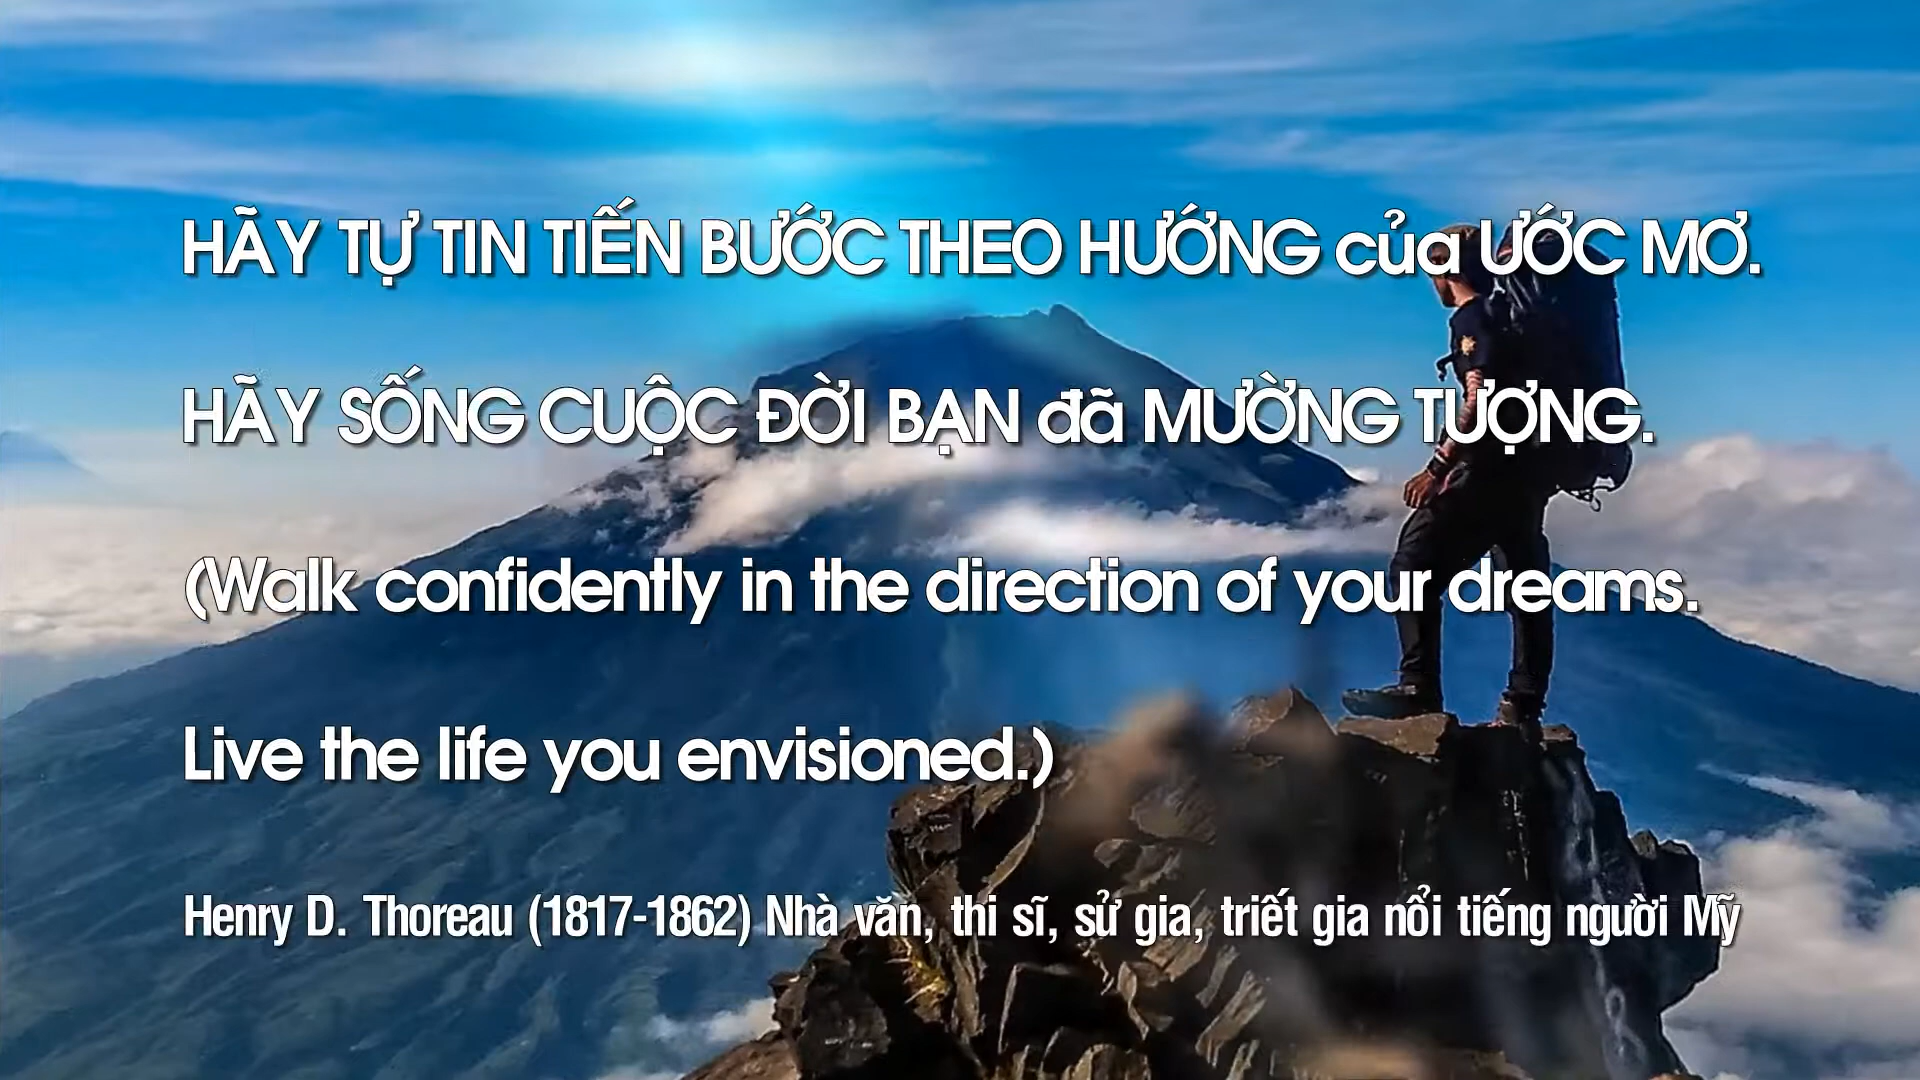 HÃY TỰ TIN TIẾN BƯỚC THEO HƯỚNG của ƯỚC MƠ.
HÃY SỐNG CUỘC ĐỜI BẠN đã MƯỜNG TƯỢNG.
(Walk confidently in the direction of your dreams.
Live the life you envisioned.)
Henry D. Thoreau (1817-1862) Nhà văn, thi sĩ, sử gia, triết gia nổi tiếng người Mỹ